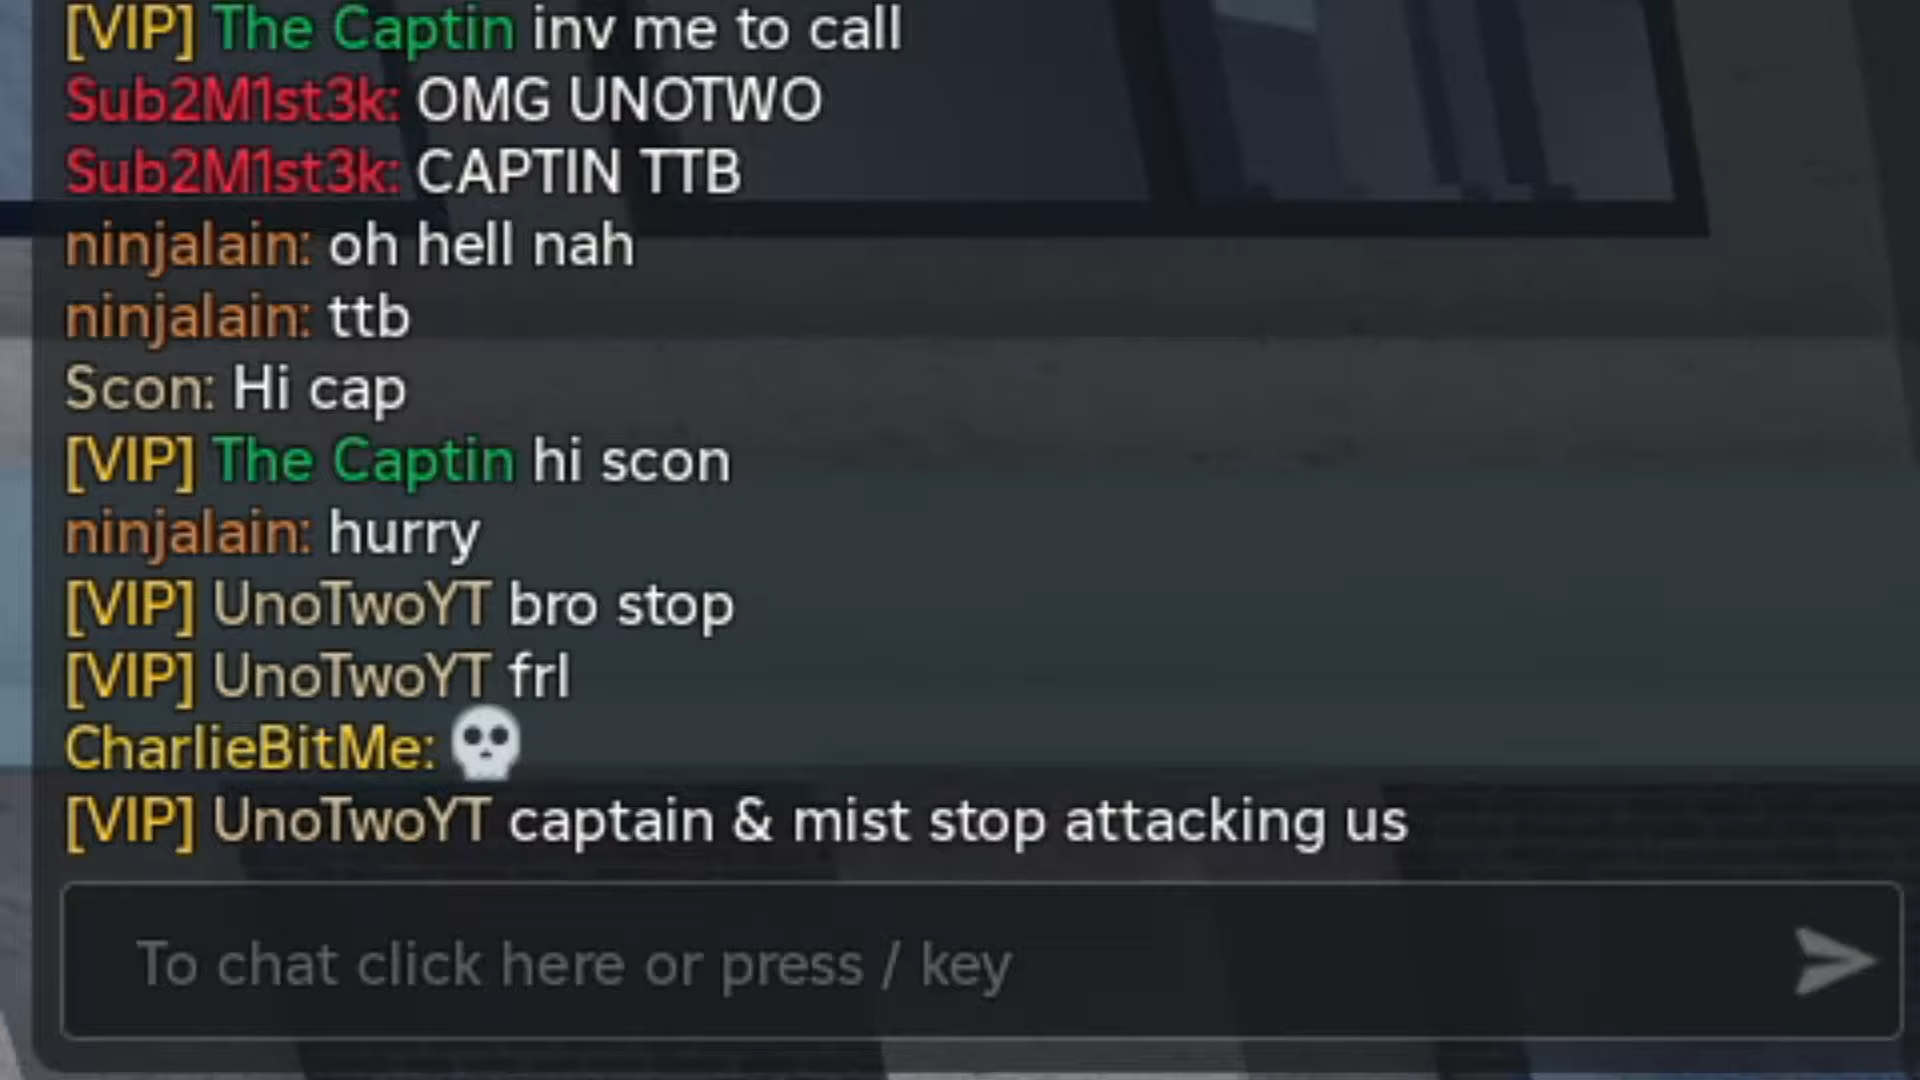 [VIP] The Captin inv me to call
Sub2M1st3k: OMG UNOTWO
Sub2M1st3k: CAPTIN TTB
ninjalain: oh hell nah
ninjalain: ttb
Scon: Hi cap
[VIP] The Captin hi scon
ninjalain: hurry
[VIP] UnoTwoYT bro stop
[VIP] UnoTwoYT frl
CharlieBitMe: 💀
[VIP] UnoTwoYT captain & mist stop attacking us
To chat click here or press / key